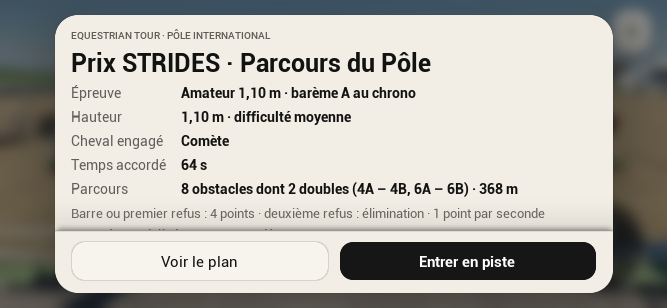 EQUESTRIAN TOUR · PÔLE INTERNATIONAL
Prix STRIDES · Parcours du Pôle
Épreuve Amateur 1,10 m · barème A au chrono
Hauteur 1,10 m · difficulté moyenne
Cheval engagé Comète
Temps accordé 64 s
Parcours 8 obstacles dont 2 doubles (4A – 4B, 6A – 6B) · 368 m
Barre ou premier refus : 4 points · deuxième refus : élimination · 1 point par seconde
Voir le plan Entrer en piste